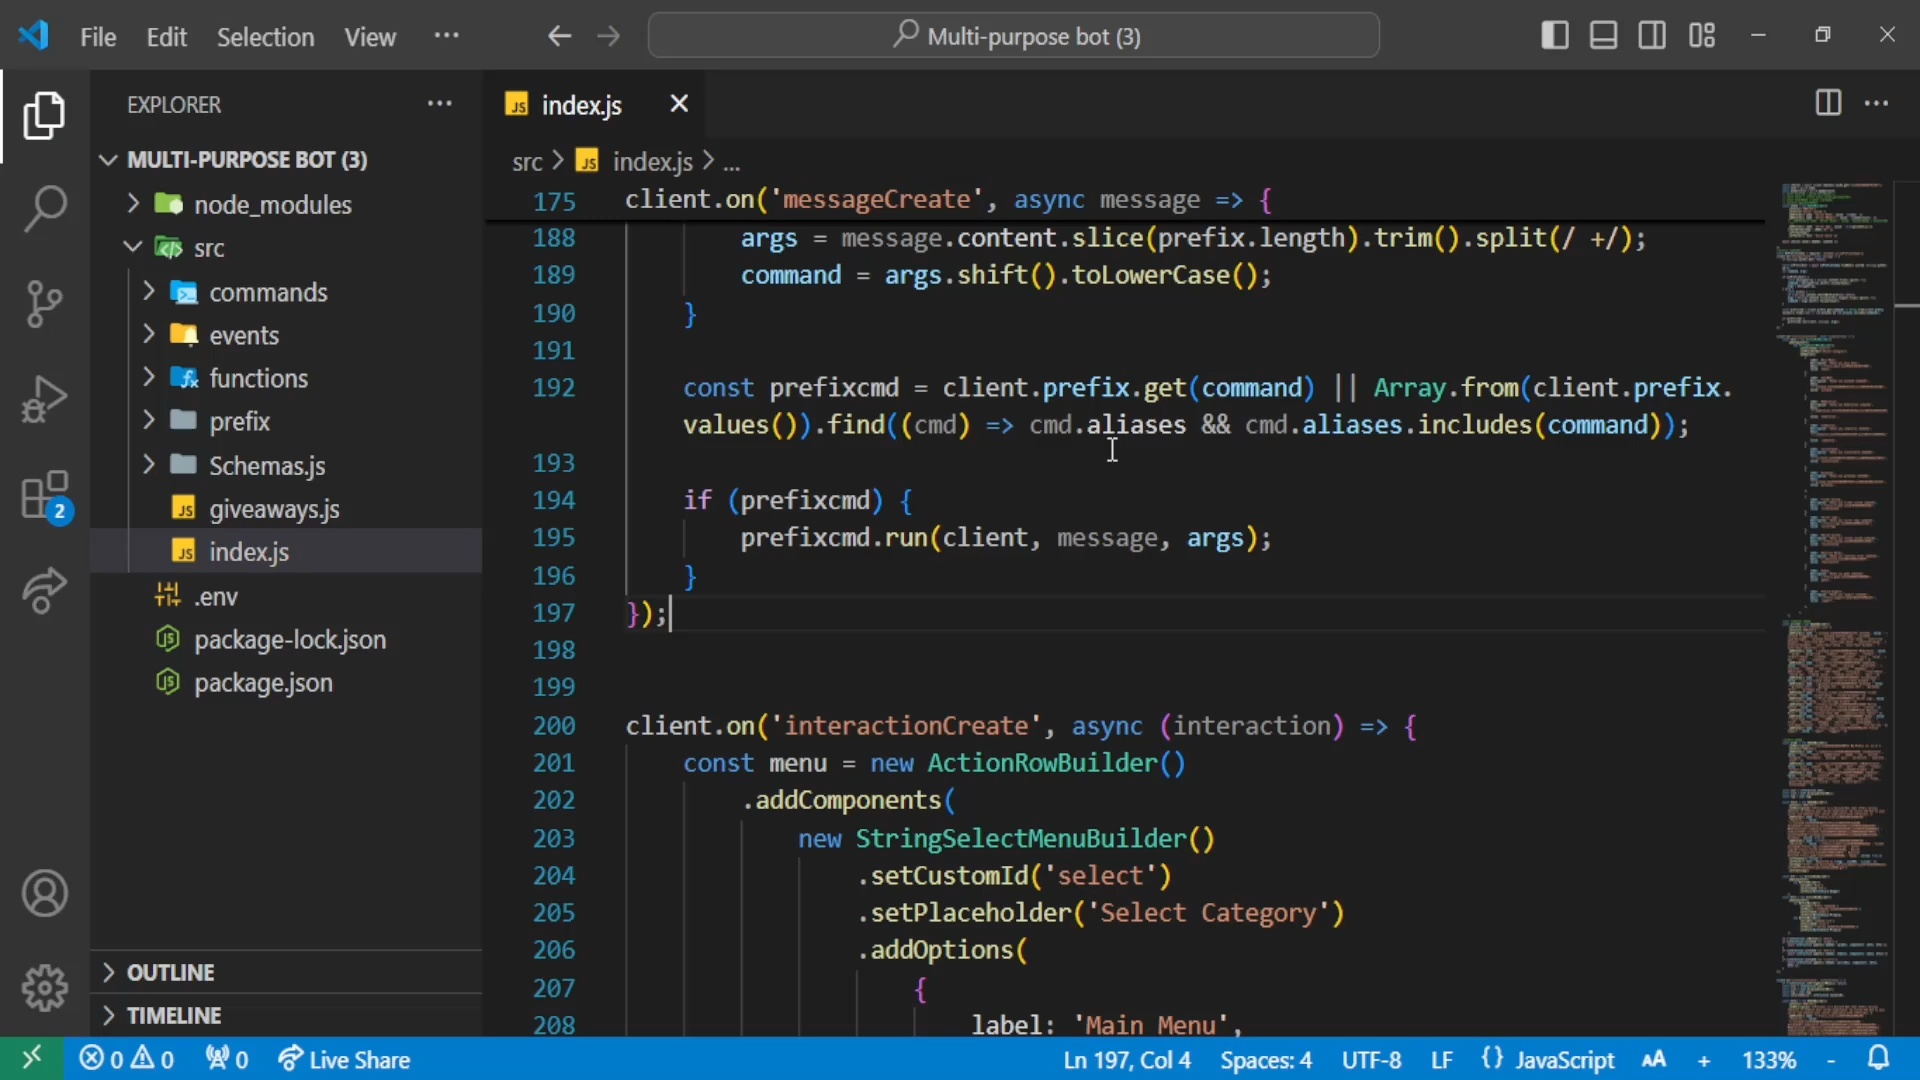 File Edit Selection View ··· Multi-purpose bot (3)
EXPLORER ···
MULTI-PURPOSE BOT (3)
node_modules
src
commands
events
functions
prefix
Schemas.js
giveaways.js
index.js
.env
package-lock.json
package.json
OUTLINE
TIMELINE
2
index.js
src > index.js > ...
175 client.on('messageCreate', async message => {
188 args = message.content.slice(prefix.length).trim().split(/ +/);
189 command = args.shift().toLowerCase();
190 }
191
192 const prefixcmd = client.prefix.get(command) || Array.from(client.prefix.
values()).find((cmd) => cmd.aliases && cmd.aliases.includes(command));
193
194 if (prefixcmd) {
195 prefixcmd.run(client, message, args);
196 }
197 });
198
199
200 client.on('interactionCreate', async (interaction) => {
201 const menu = new ActionRowBuilder()
202 .addComponents(
203 new StringSelectMenuBuilder()
204 .setCustomId('select')
205 .setPlaceholder('Select Category')
206 .addOptions(
207 {
208 label: 'Main Menu',
0 0 0 Live Share Ln 197, Col 4 Spaces: 4 UTF-8 LF {} JavaScript AA + 133% -